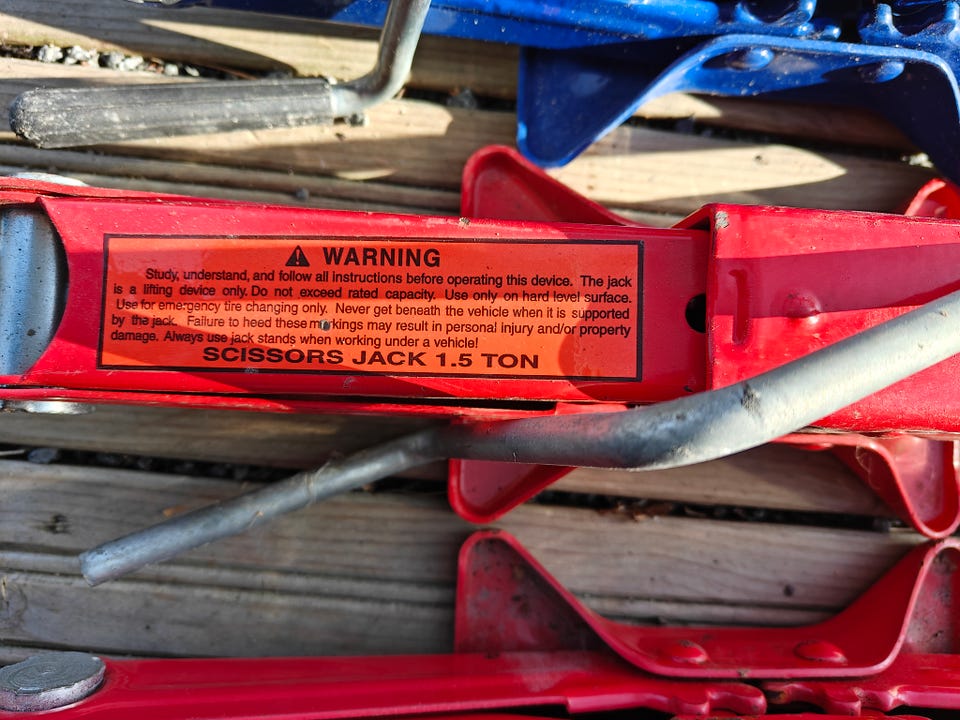 WARNING
Study, understand, and follow all instructions before operating this device. The jack
is a lifting device only. Do not exceed rated capacity. Use only on hard level surface.
Use for emergency tire changing only. Never get beneath the vehicle when it is supported
by the jack. Failure to heed these markings may result in personal injury and/or property
damage. Always use jack stands when working under a vehicle!
SCISSORS JACK 1.5 TON